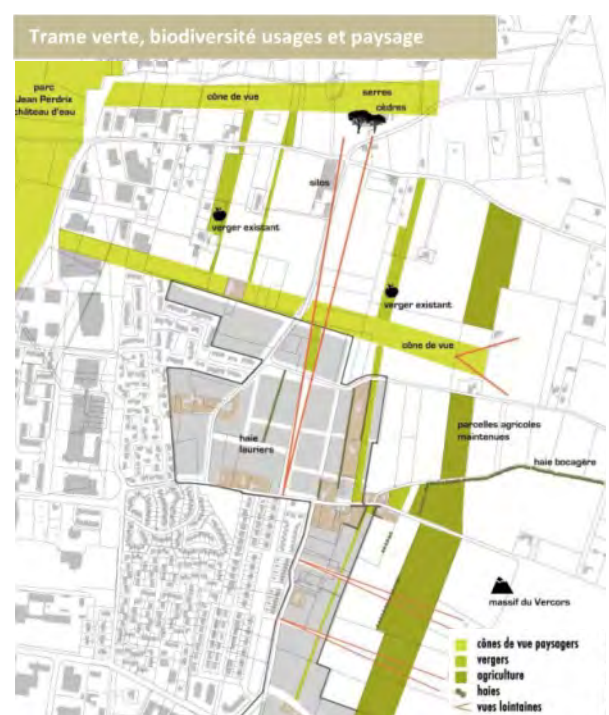 Trame verte, biodiversité usages et paysage
parc
Jean Perdrix
château d'eau
cône de vue
serres
cèdres
silos
verger existant
verger existant
cône de vue
parcelles agricoles
maintenues
haie
lauriers
haie bocagère
massif du Vercors
cônes de vue paysagers
vergers
agriculture
haies
vues lointaines